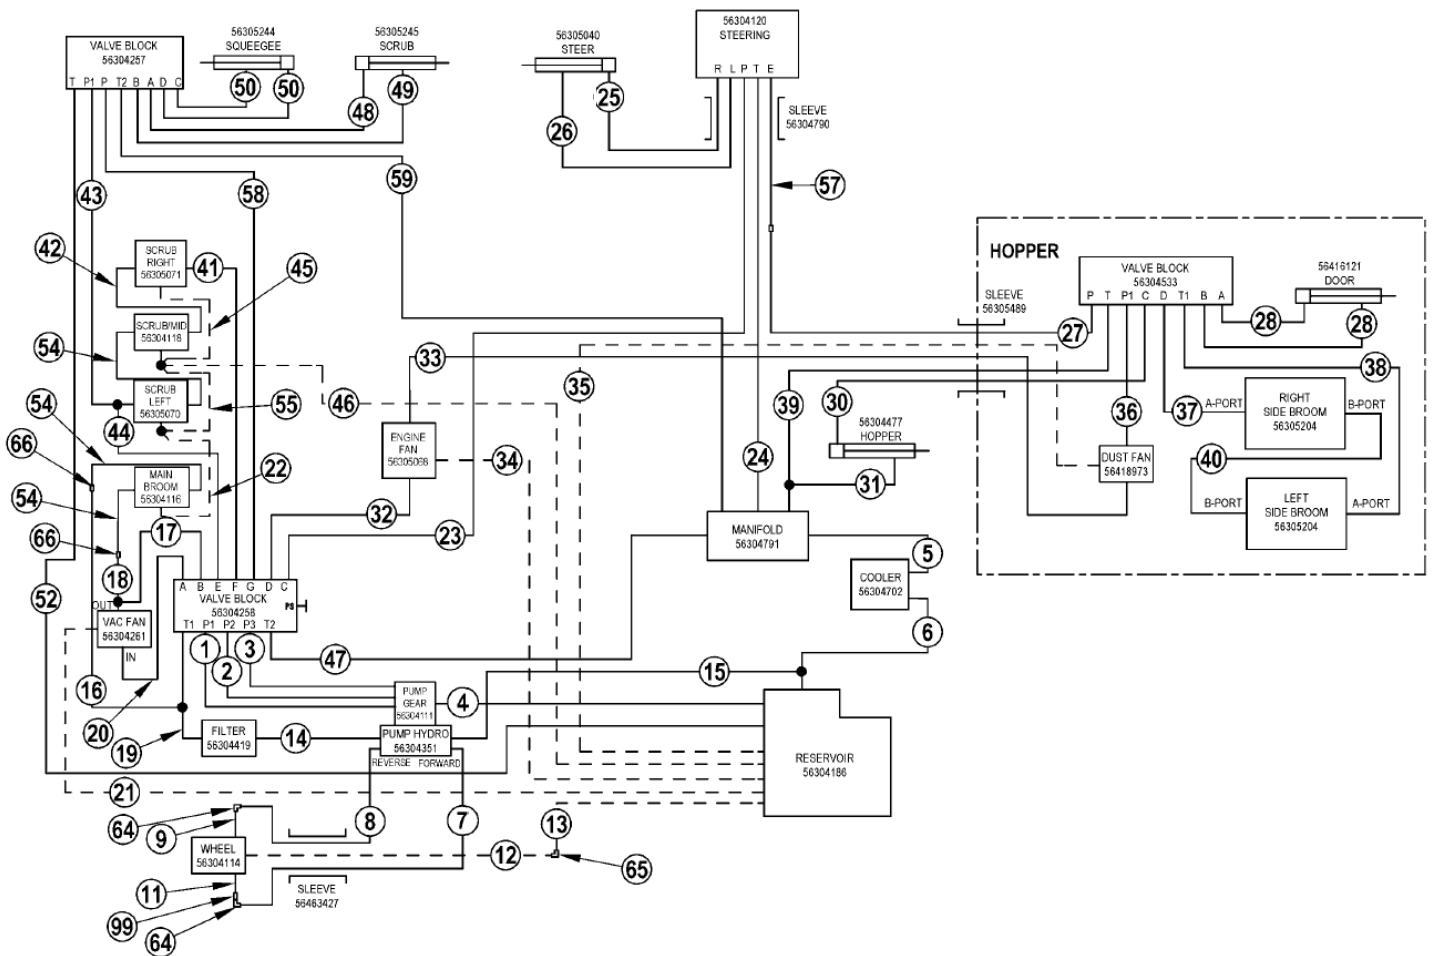 VALVE BLOCK
56304257
T P1 P T2 B A D C
56305244
SQUEEGEE
50
50
56305245
SCRUB
48
49
56305040
STEER
25
26
56304120
STEERING
R L P T E
SLEEVE
56304790
57
59
43
58
42
SCRUB
RIGHT
56305071
41
45
SCRUB/MID
56304118
54
SCRUB
LEFT
56305070
55
46
44
54
66
MAIN
BROOM
56304116
22
54
17
66
18
52
HOPPER
VALVE BLOCK
56304533
P T P1 C D T1 B A
56416121
DOOR
28
28
SLEEVE
56305489
27
38
33
35
39
30
36
37
A-PORT
RIGHT
SIDE BROOM
56305204
B-PORT
56304477
HOPPER
31
ENGINE
FAN
56305068
34
24
DUST FAN
56418973
40
B-PORT
LEFT
SIDE BROOM
56305204
A-PORT
32
23
MANIFOLD
56304791
5
COOLER
56304702
6
A B E F G D C
VALVE BLOCK
56304258
PS
T1 P1 P2 P3 T2
OUT
VAC FAN
56304261
IN
1
2
3
47
15
16
20
19
PUMP
GEAR
56304111
4
FILTER
56304419
14
PUMP HYDRO
56304351
REVERSE FORWARD
RESERVOIR
56304186
21
64
9
8
7
13
WHEEL
56304114
12
65
11
SLEEVE
56463427
99
64